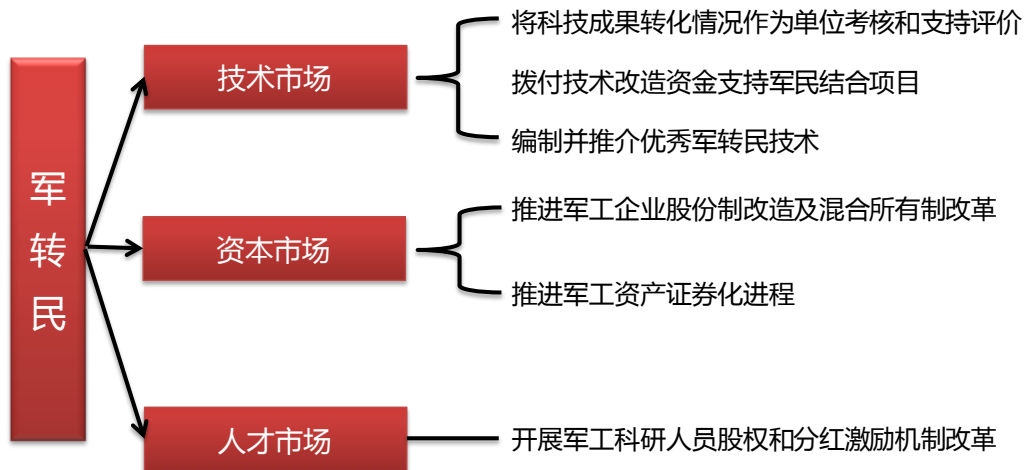 军转民
技术市场
将科技成果转化情况作为单位考核和支持评价
拨付技术改造资金支持军民结合项目
编制并推介优秀军转民技术
资本市场
推进军工企业股份制改造及混合所有制改革
推进军工资产证券化进程
人才市场
开展军工科研人员股权和分红激励机制改革